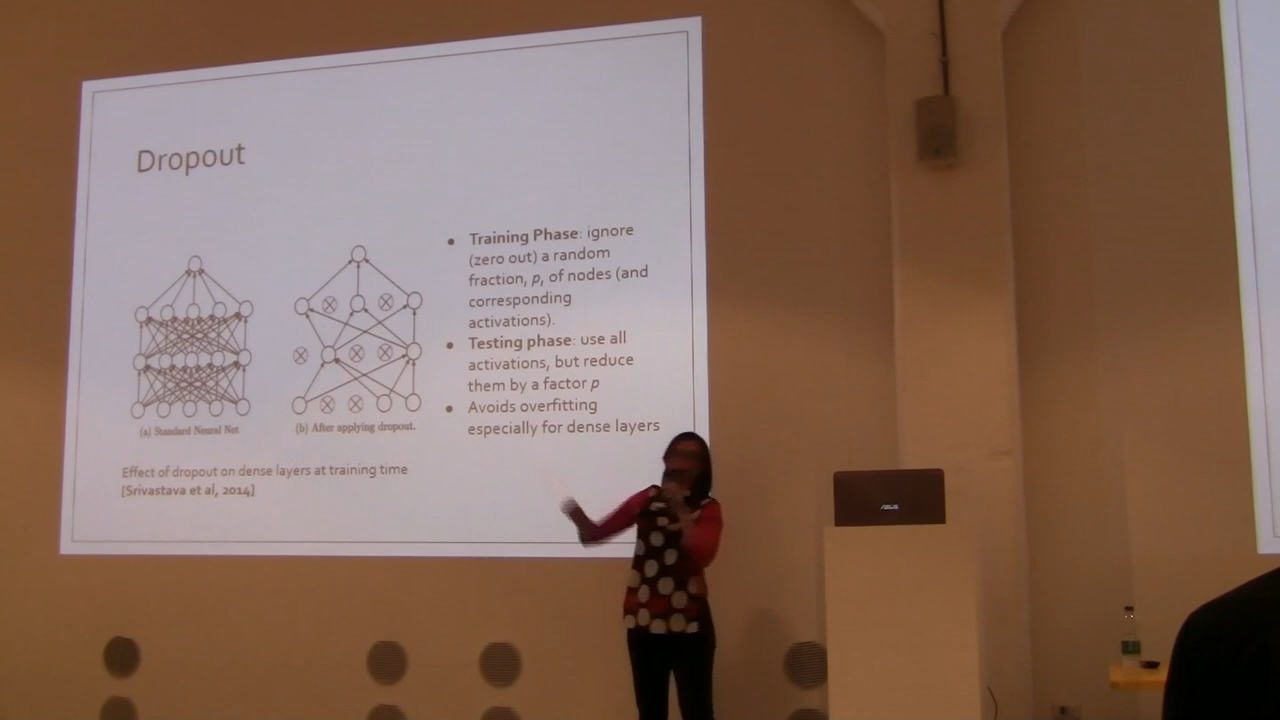 Dropout
● Training Phase: ignore
(zero out) a random
fraction, p, of nodes (and
corresponding
activations).
● Testing phase: use all
activations, but reduce
them by a factor p
● Avoids overfitting
especially for dense layers
(a) Standard Neural Net
(b) After applying dropout.
Effect of dropout on dense layers at training time
[Srivastava et al, 2014]
ASUS